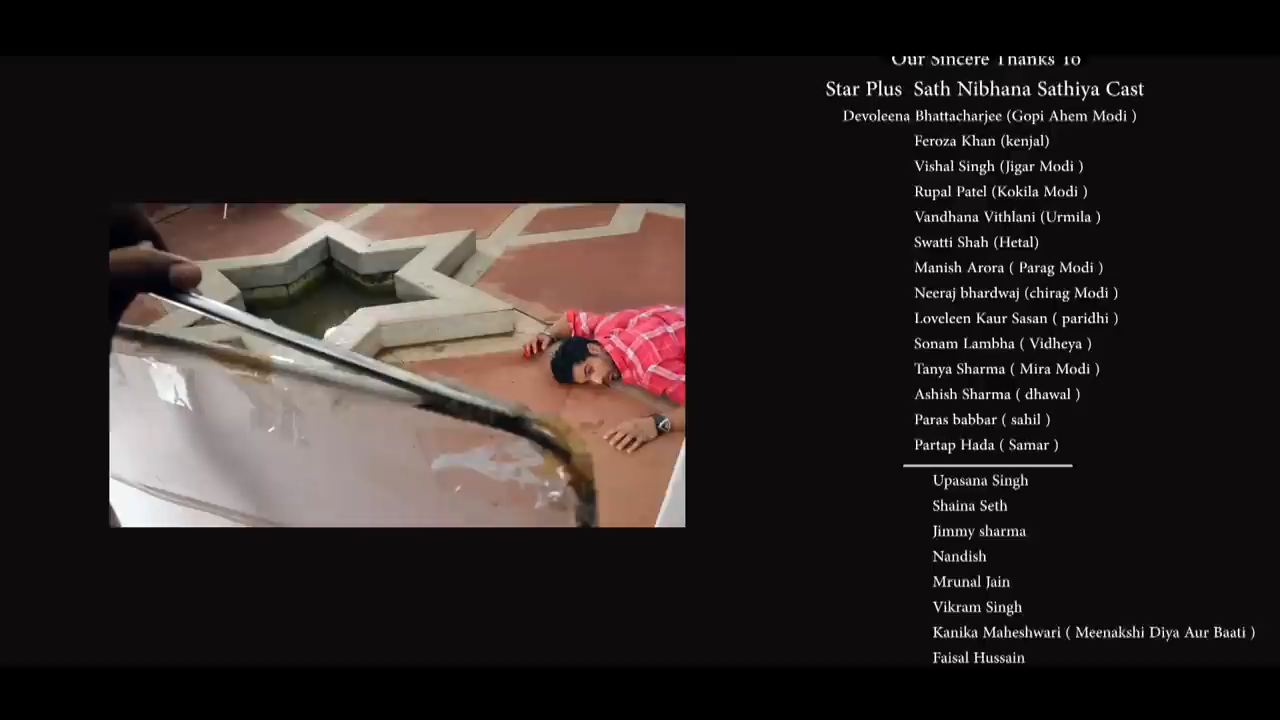 Our Sincere Thanks To
Star Plus Sath Nibhana Sathiya Cast
Devoleena Bhattacharjee (Gopi Ahem Modi )
Feroza Khan (kenjal)
Vishal Singh (Jigar Modi )
Rupal Patel (Kokila Modi )
Vandhana Vithlani (Urmila )
Swatti Shah (Hetal)
Manish Arora ( Parag Modi )
Neeraj bhardwaj (chirag Modi )
Loveleen Kaur Sasan ( paridhi )
Sonam Lambha ( Vidheya )
Tanya Sharma ( Mira Modi )
Ashish Sharma ( dhawal )
Paras babbar ( sahil )
Partap Hada ( Samar )
Upasana Singh
Shaina Seth
Jimmy sharma
Nandish
Mrunal Jain
Vikram Singh
Kanika Maheshwari ( Meenakshi Diya Aur Baati )
Faisal Hussain